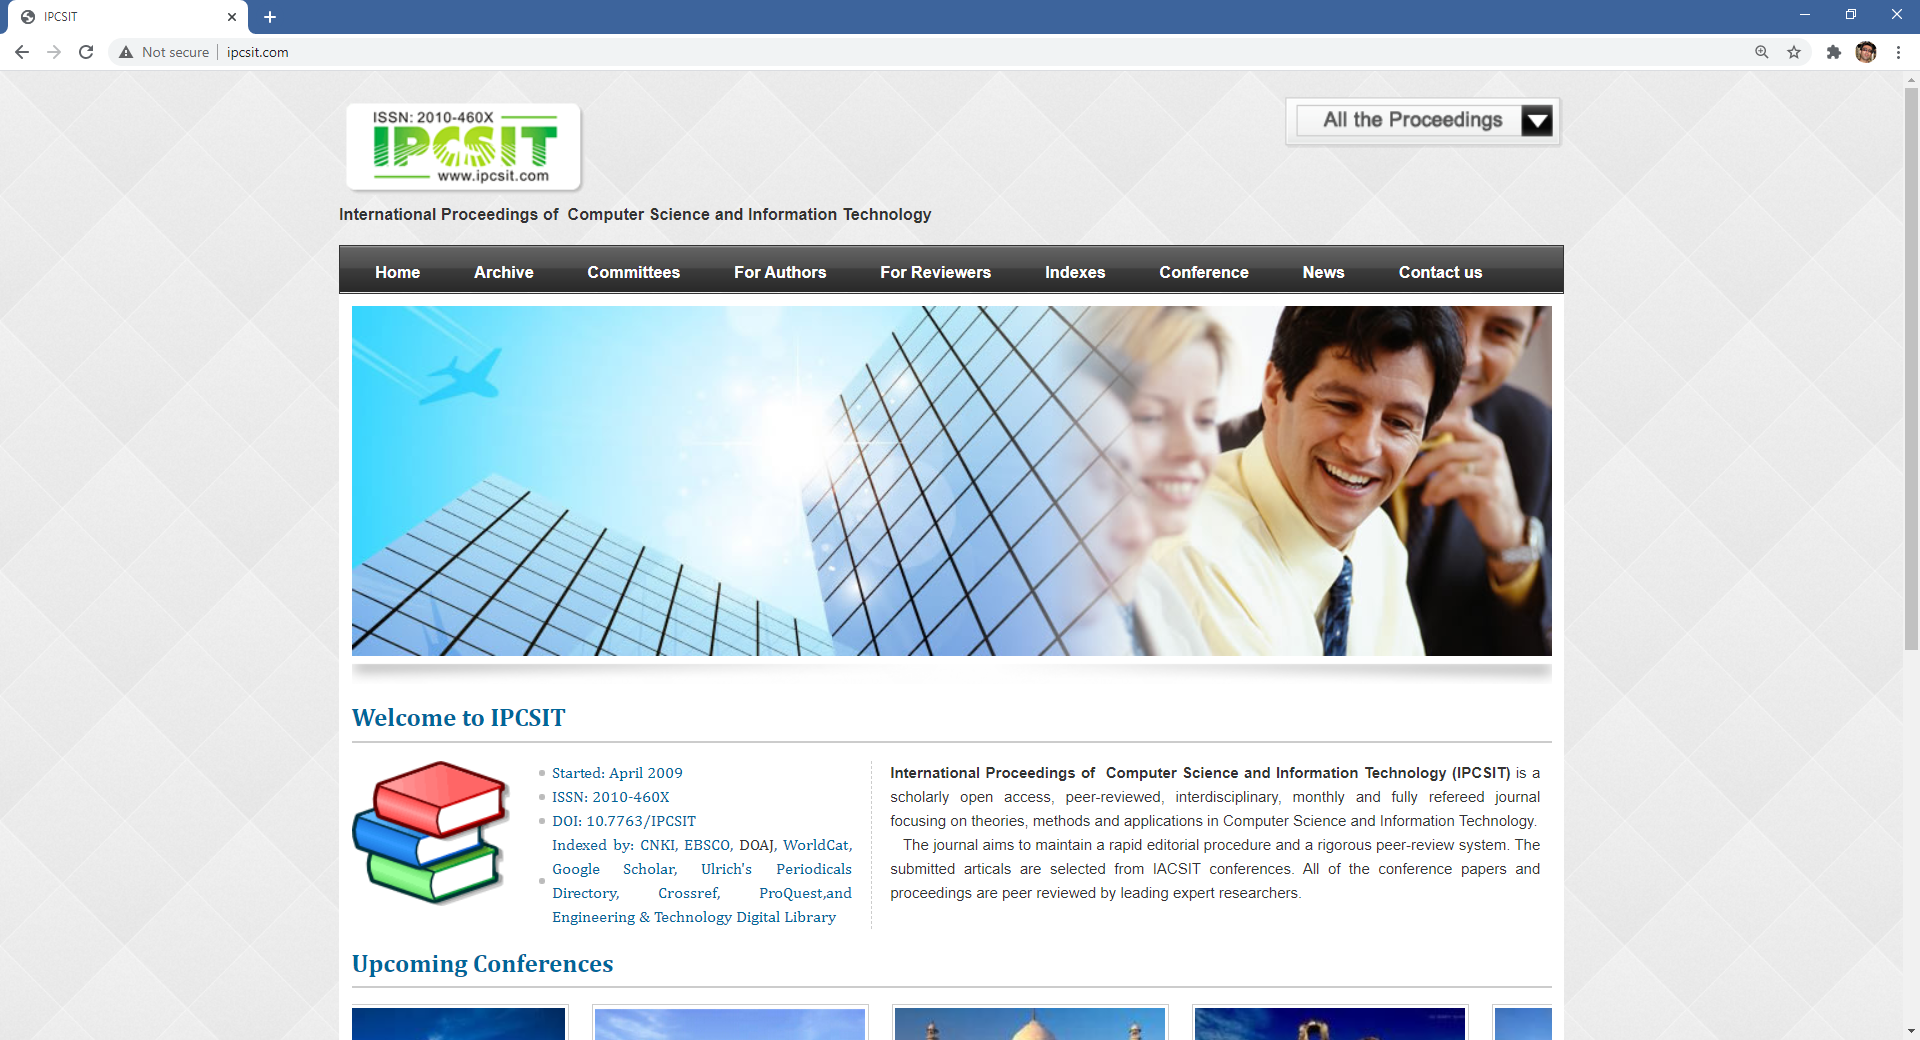 IPCSIT
Not secure
ipcsit.com
ISSN: 2010-460X
IPCSIT
www.ipcsit.com
All the Proceedings
International Proceedings of Computer Science and Information Technology
Home Archive Committees For Authors For Reviewers Indexes Conference News Contact us
Welcome to IPCSIT
Started: April 2009
ISSN: 2010-460X
DOI: 10.7763/IPCSIT
Indexed by: CNKI, EBSCO, DOAJ, WorldCat,
Google Scholar, Ulrich's Periodicals
Directory, Crossref, ProQuest,and
Engineering & Technology Digital Library
International Proceedings of Computer Science and Information Technology (IPCSIT) is a
scholarly open access, peer-reviewed, interdisciplinary, monthly and fully refereed journal
focusing on theories, methods and applications in Computer Science and Information Technology.
The journal aims to maintain a rapid editorial procedure and a rigorous peer-review system. The
submitted articals are selected from IACSIT conferences. All of the conference papers and
proceedings are peer reviewed by leading expert researchers.
Upcoming Conferences